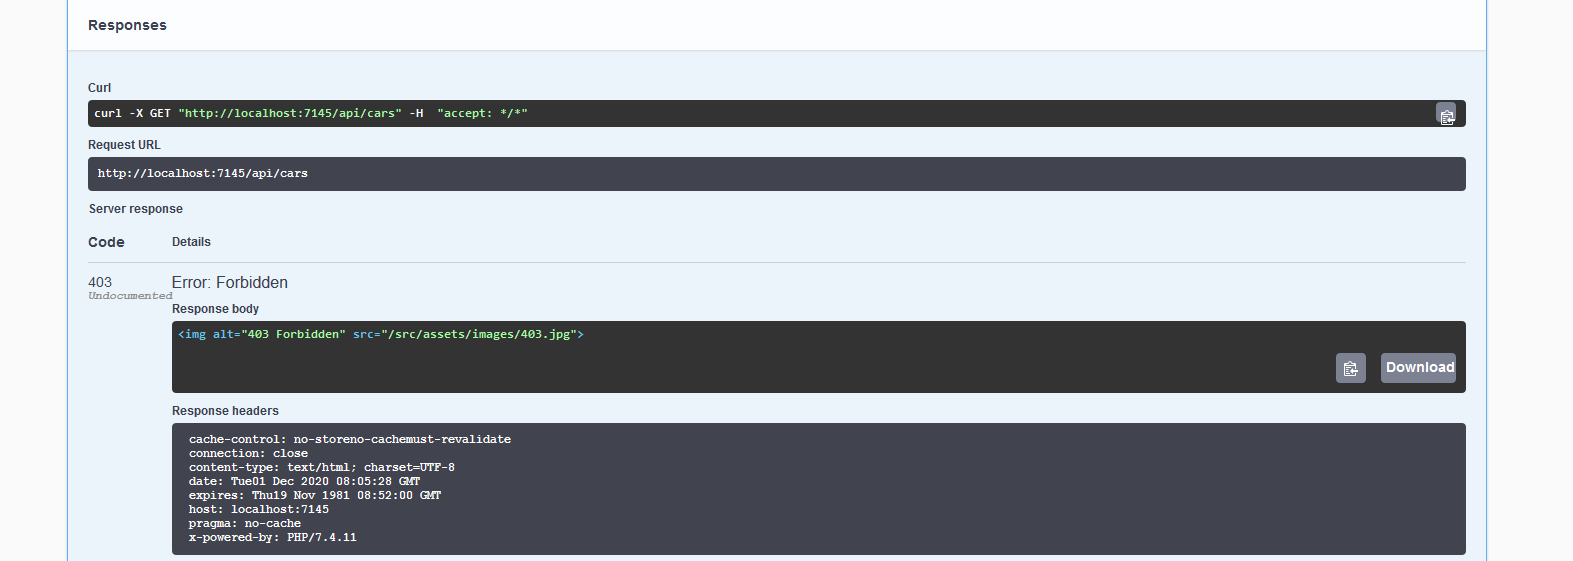 Responses
Curl
curl -X GET "http://localhost:7145/api/cars" -H  "accept: */*"
Request URL
http://localhost:7145/api/cars
Server response
Code Details
403 Error: Forbidden
Undocumented
Response body
<img alt="403 Forbidden" src="/src/assets/images/403.jpg">
Download
Response headers
cache-control: no-storeno-cachemust-revalidate
connection: close
content-type: text/html; charset=UTF-8
date: Tue01 Dec 2020 08:05:28 GMT
expires: Thu19 Nov 1981 08:52:00 GMT
host: localhost:7145
pragma: no-cache
x-powered-by: PHP/7.4.11